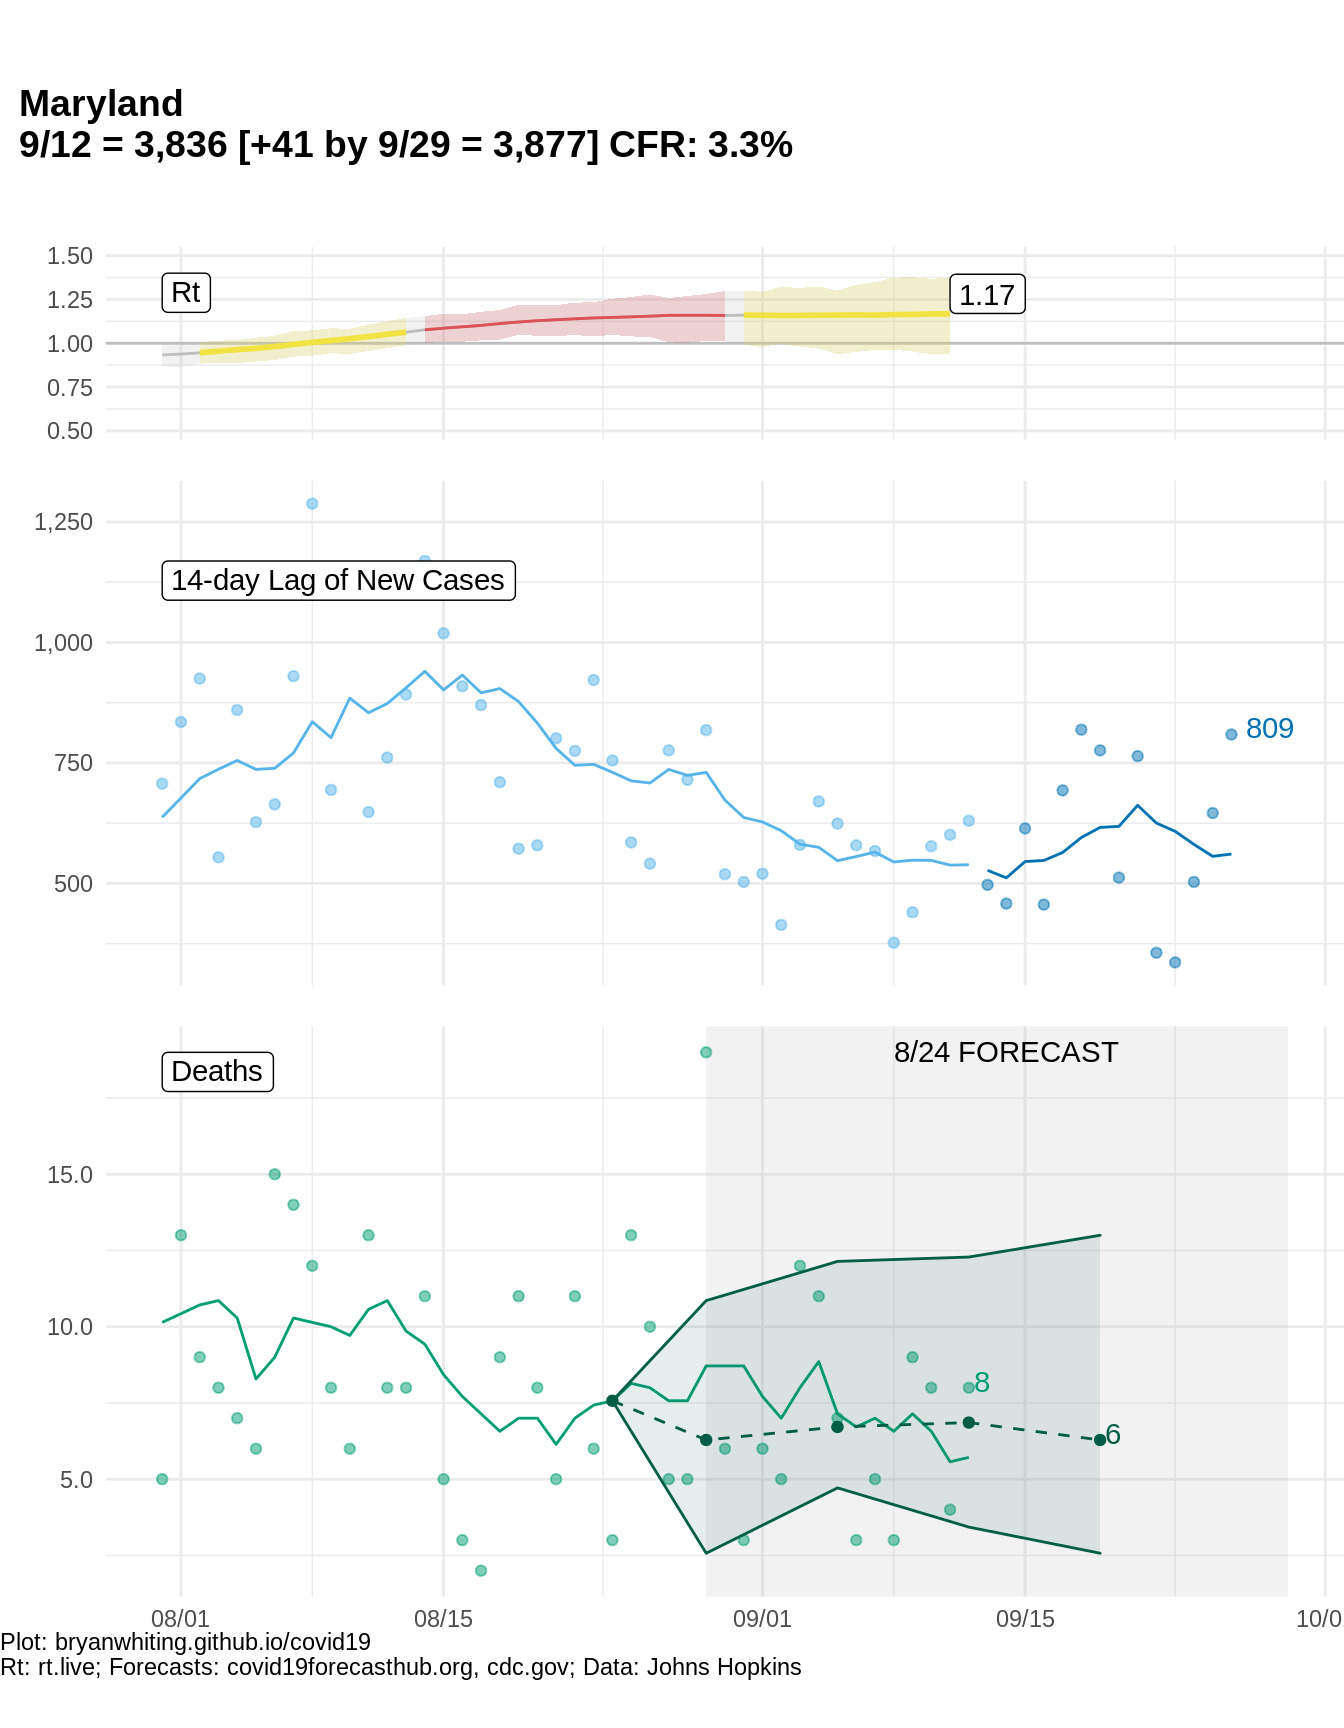 Maryland
9/12 = 3,836 [+41 by 9/29 = 3,877] CFR: 3.3%
1.50
1.25
1.00
0.75
0.50
Rt
1.17
1,250
1,000
750
500
14-day Lag of New Cases
809
Deaths
8/24 FORECAST
15.0
10.0
5.0
8
6
08/01
08/15
09/01
09/15
10/0
Plot: bryanwhiting.github.io/covid19
Rt: rt.live; Forecasts: covid19forecasthub.org, cdc.gov; Data: Johns Hopkins